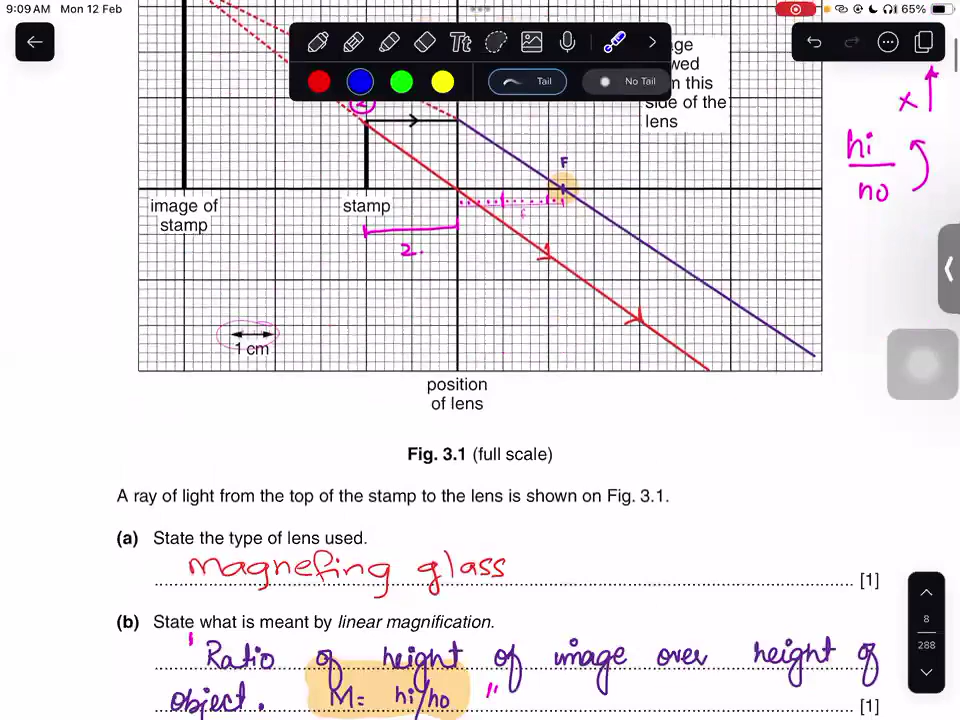 9:09 AM Mon 12 Feb
65%
Tt
Tail
No Tail
age
wed
m this
side of the
lens
x
hi
no
2
F
image of
stamp
stamp
f
2.
1 cm
position
of lens
Fig. 3.1 (full scale)
A ray of light from the top of the stamp to the lens is shown on Fig. 3.1.
(a) State the type of lens used.
magnefing glass
[1]
(b) State what is meant by linear magnification.
" Ratio of height of image over height of
object. M= hi/ho "
[1]
8
288